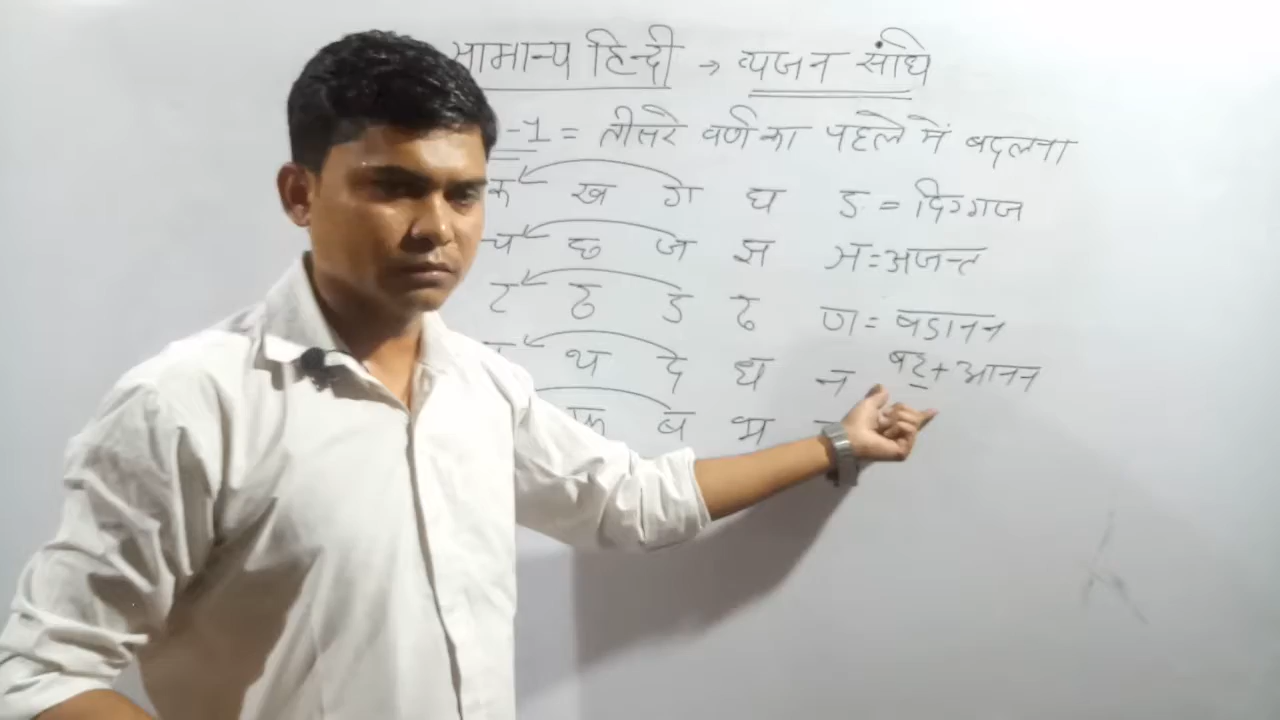 सामान्य हिन्दी → व्यजन संधि
-1 = तीसरे वर्ण का पहले में बदलना
क ख ग घ ङ = दिग्गज
च छ ज झ ञ = अजन्त
ट ठ ड ढ ण = षडानन
थ द ध न षट् + आनन
फ ब भ